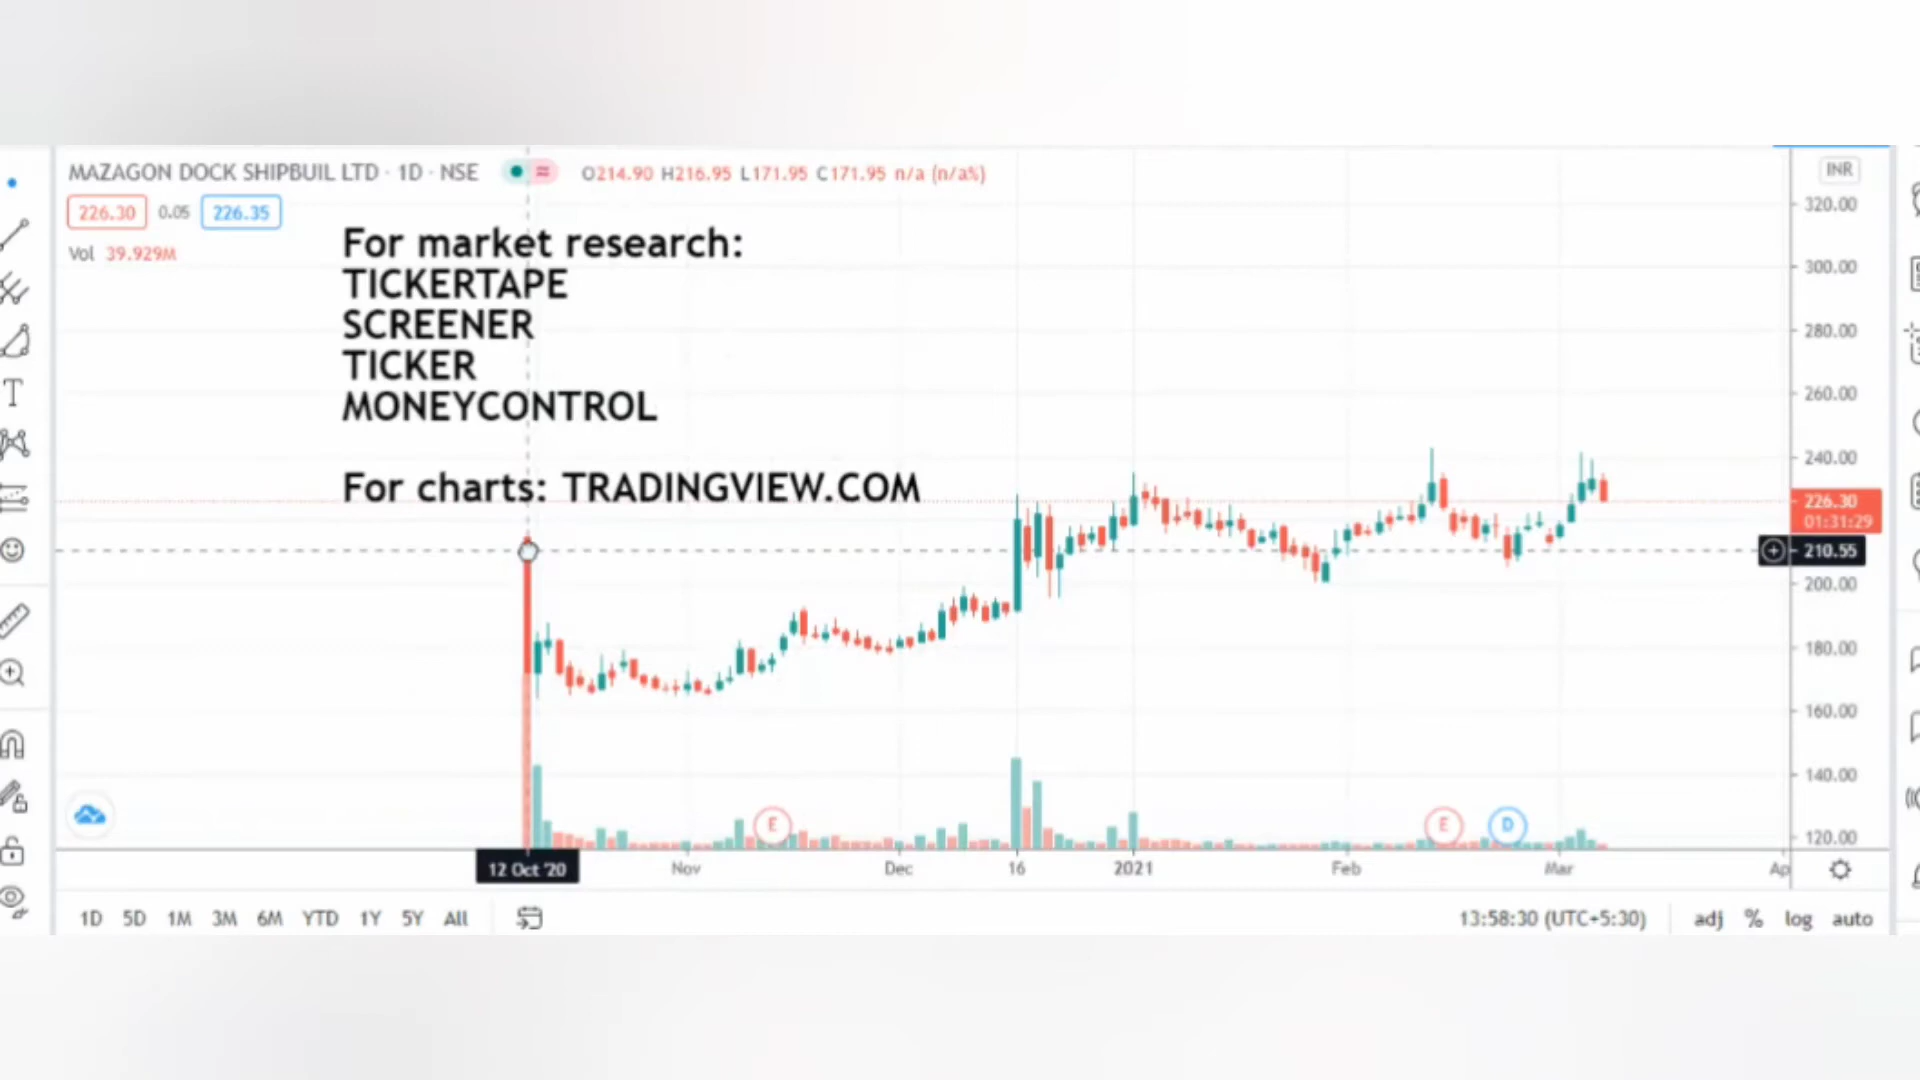 MAZAGON DOCK SHIPBUIL LTD · 1D · NSE O214.90 H216.95 L171.95 C171.95 n/a (n/a%)
INR
226.30 0.05 226.35
Vol 39.929M
For market research:
TICKERTAPE
SCREENER
TICKER
MONEYCONTROL
For charts: TRADINGVIEW.COM
320.00
300.00
280.00
260.00
240.00
226.30
01:31:29
210.55
200.00
180.00
160.00
140.00
120.00
E E D
12 Oct '20 Nov Dec 16 2021 Feb Mar Ap
1D 5D 1M 3M 6M YTD 1Y 5Y All 13:58:30 (UTC+5:30) adj % log auto